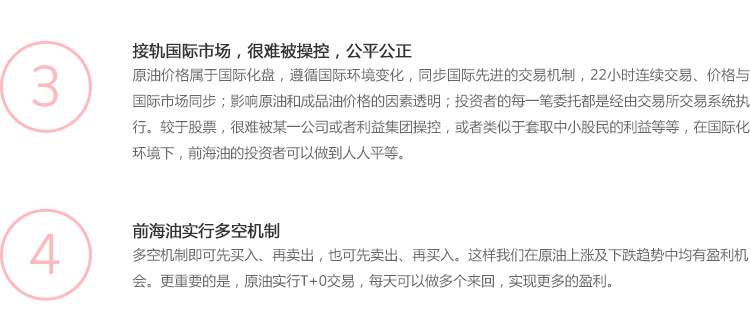 3
接轨国际市场，很难被操控，公平公正
原油价格属于国际化盘，遵循国际环境变化，同步国际先进的交易机制，22小时连续交易、价格与
国际市场同步；影响原油和成品油价格的因素透明；投资者的每一笔委托都是经由交易所交易系统执
行。较于股票，很难被某一公司或者利益集团操控，或者类似于套取中小股民的利益等等，在国际化
环境下，前海油的投资者可以做到人人平等。
4
前海油实行多空机制
多空机制即可先买入、再卖出，也可先卖出、再买入。这样我们在原油上涨及下跌趋势中均有盈利机
会。更重要的是，原油实行T+0交易，每天可以做多个来回，实现更多的盈利。